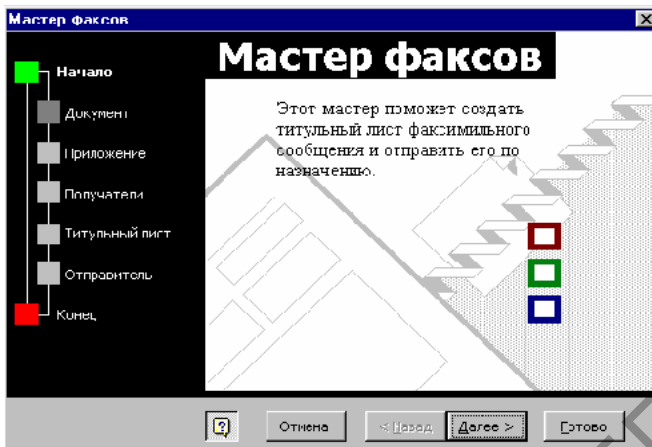 Мастер факсов
Мастер факсов
Начало
Документ
Приложение
Получатели
Титульный лист
Отправитель
Конец
Этот мастер поможет создать
титульный лист факсимильного
сообщения и отправить его по
назначению.
Отмена
< Назад
Далее >
Готово